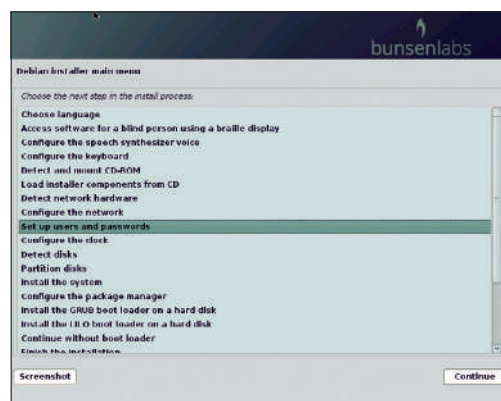 bunsenlabs
Debian installer main menu
Choose the next step in the install process:
Choose language
Access software for a blind person using a braille display
Configure the speech synthesizer voice
Configure the keyboard
Detect and mount CD-ROM
Load installer components from CD
Detect network hardware
Configure the network
Set up users and passwords
Configure the clock
Detect disks
Partition disks
Install the system
Configure the package manager
Install the GRUB boot loader on a hard disk
Install the LILO boot loader on a hard disk
Continue without boot loader
Finish the installation
Screenshot
Continue